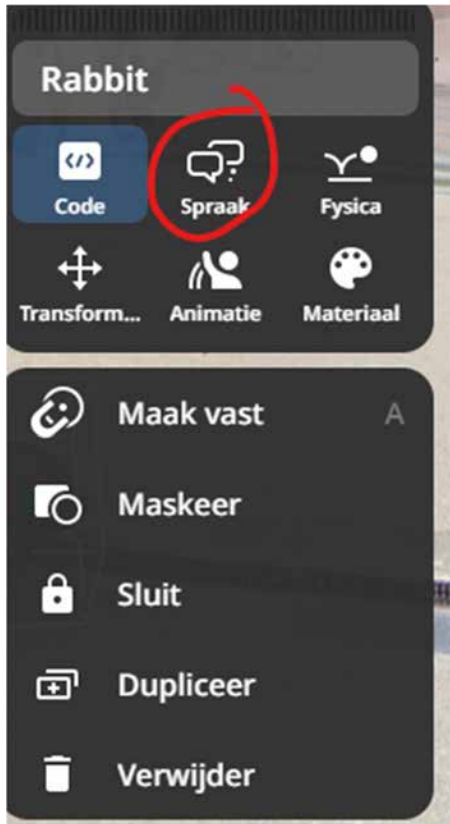 Rabbit
Code Spraak Fysica
Transform... Animatie Materiaal
Maak vast A
Maskeer
Sluit
Dupliceer
Verwijder